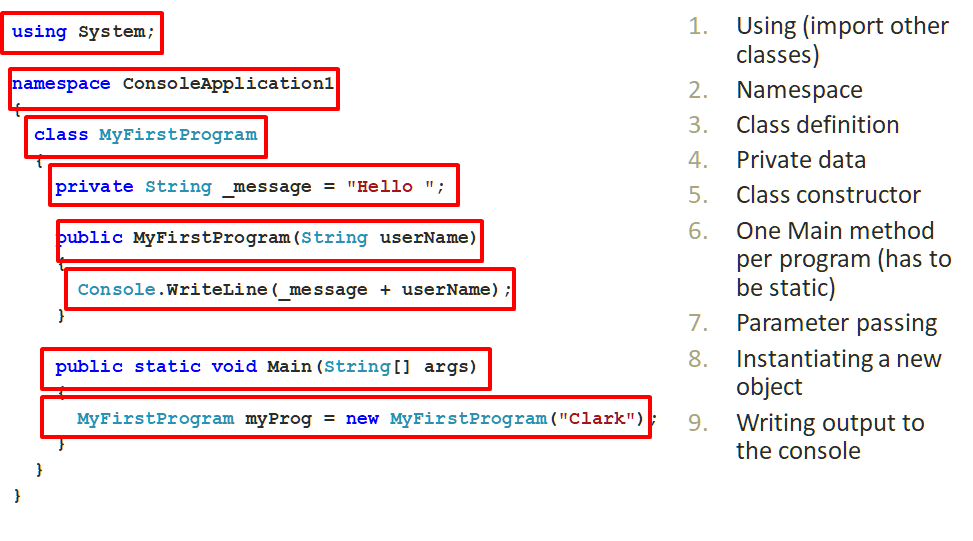 using System;
namespace ConsoleApplication1
{
class MyFirstProgram
{
private String _message = "Hello ";
public MyFirstProgram(String userName)
{
Console.WriteLine(_message + userName);
}
public static void Main(String[] args)
{
MyFirstProgram myProg = new MyFirstProgram("Clark");
}
}
}
1. Using (import other
classes)
2. Namespace
3. Class definition
4. Private data
5. Class constructor
6. One Main method
per program (has to
be static)
7. Parameter passing
8. Instantiating a new
object
9. Writing output to
the console